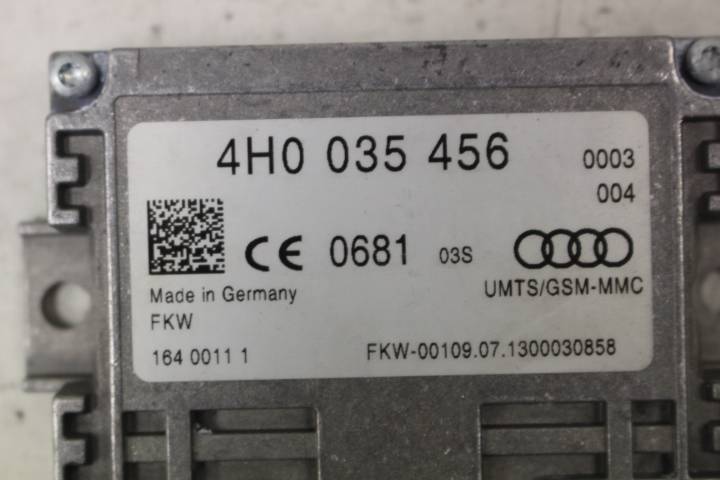 4H0 035 456
0003
004
CE 0681 03S
Made in Germany
UMTS/GSM-MMC
FKW
164 0011 1
FKW-00109.07.1300030858